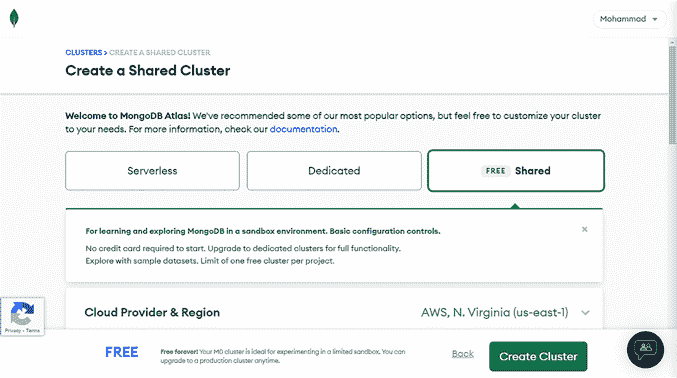 Mohammad
CLUSTERS > CREATE A SHARED CLUSTER
Create a Shared Cluster
Welcome to MongoDB Atlas! We've recommended some of our most popular options, but feel free to customize your cluster
to your needs. For more information, check our documentation.
Serverless
Dedicated
FREE Shared
For learning and exploring MongoDB in a sandbox environment. Basic configuration controls.
No credit card required to start. Upgrade to dedicated clusters for full functionality.
Explore with sample datasets. Limit of one free cluster per project.
Cloud Provider & Region
AWS, N. Virginia (us-east-1)
Privacy - Terms
FREE
Free forever! Your M0 cluster is ideal for experimenting in a limited sandbox. You can
upgrade to a production cluster anytime.
Back
Create Cluster